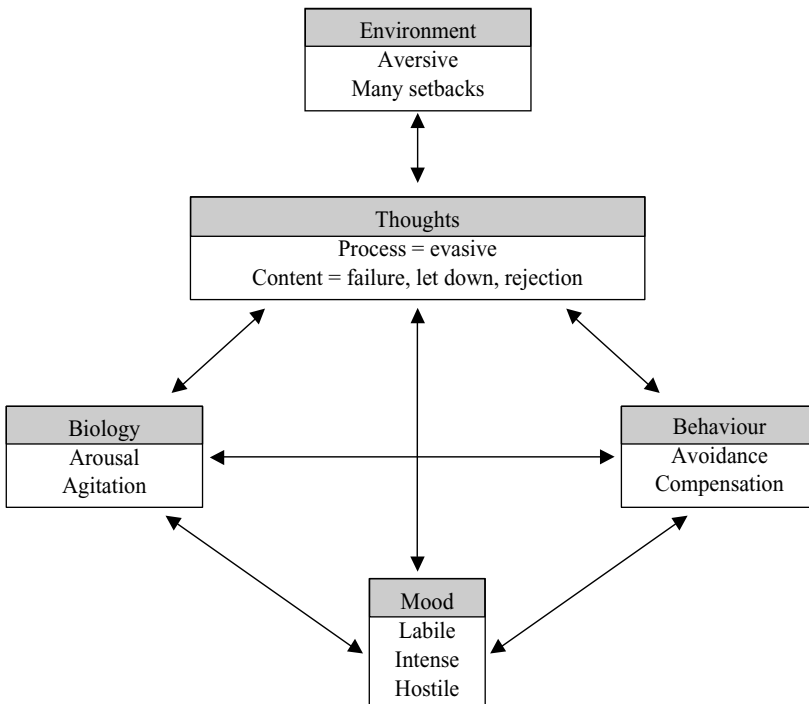 Environment
Aversive
Many setbacks
Thoughts
Process = evasive
Content = failure, let down, rejection
Biology
Arousal
Agitation
Behaviour
Avoidance
Compensation
Mood
Labile
Intense
Hostile